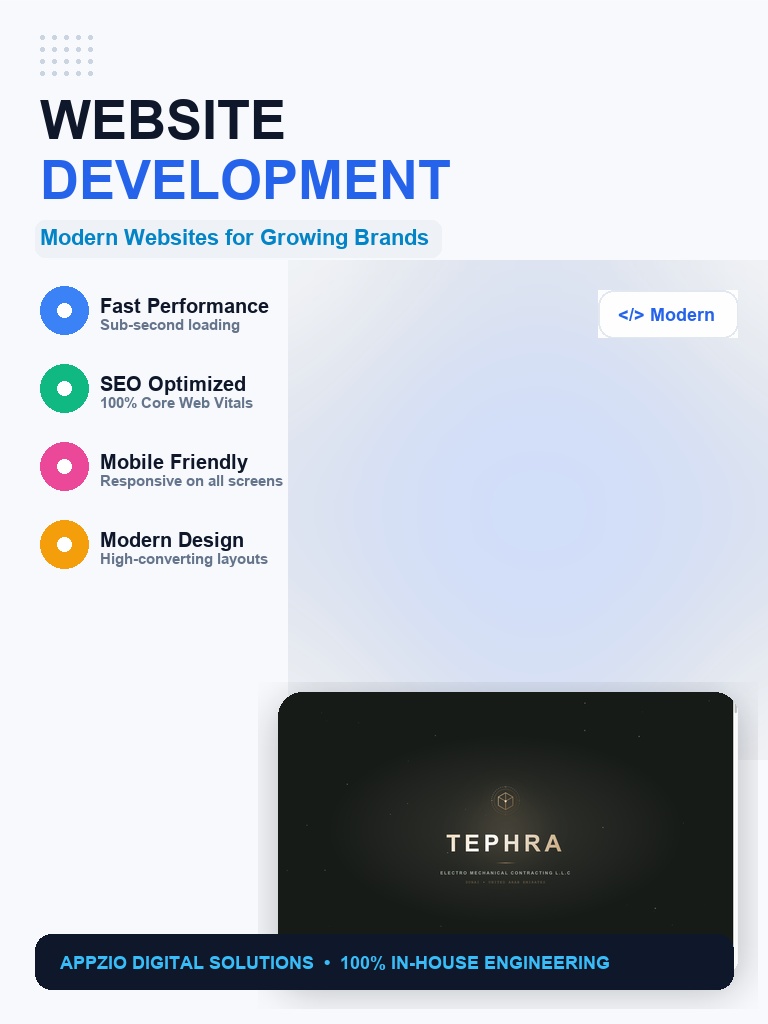 WEBSITE
DEVELOPMENT
Modern Websites for Growing Brands
Fast Performance
Sub-second loading
</> Modern
SEO Optimized
100% Core Web Vitals
Mobile Friendly
Responsive on all screens
Modern Design
High-converting layouts
TEPHRA
ELECTRO MECHANICAL CONTRACTING L.L.C
APPZIO DIGITAL SOLUTIONS • 100% IN-HOUSE ENGINEERING